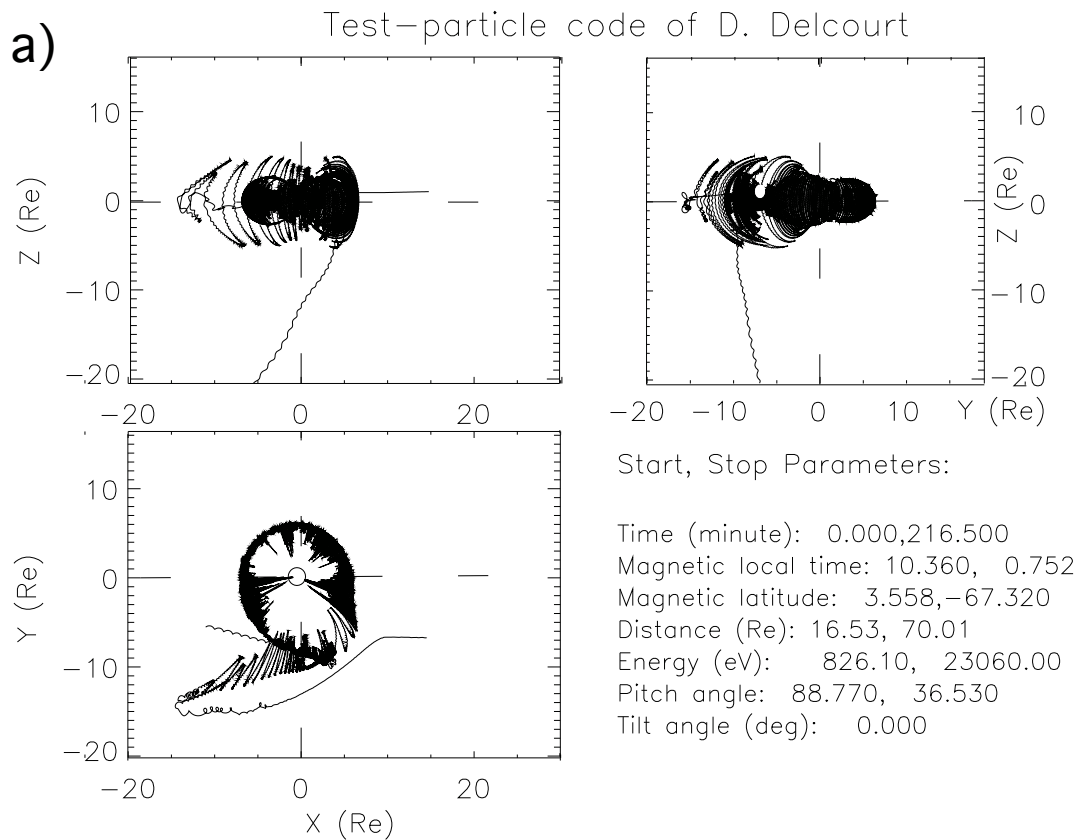 a)
Test-particle code of D. Delcourt
10
0
-10
-20
Z (Re)
-20
0
20
10
0
-10
-20
Z (Re)
-20
-10
0
10
Y (Re)
10
0
-10
-20
Y (Re)
-20
0
20
X (Re)
Start, Stop Parameters:
Time (minute): 0.000,216.500
Magnetic local time: 10.360, 0.752
Magnetic latitude: 3.558,-67.320
Distance (Re): 16.53, 70.01
Energy (eV): 826.10, 23060.00
Pitch angle: 88.770, 36.530
Tilt angle (deg): 0.000